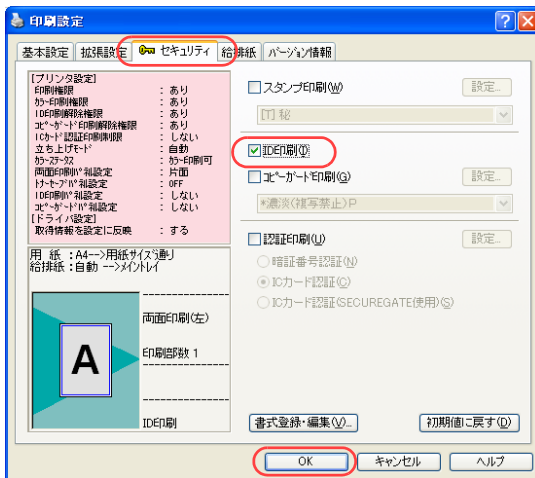 印刷設定
基本設定 拡張設定 セキュリティ 給排紙 バージョン情報
[プリンタ設定]
印刷権限 : あり
カラー印刷権限 : あり
ID印刷解除権限 : あり
コピーガード印刷解除権限 : あり
ICカード認証印刷制限 : しない
立ち上げモード : 自動
カラーステータス : カラー印刷可
両面印刷パネル設定 : 片面
トナーセーブパネル設定 : OFF
ID印刷パネル設定 : しない
コピーガードパネル設定 : しない
[ドライバ設定]
取得情報を設定に反映 : する
用 紙 :A4-->用紙サイズ通り
給排紙 :自動 -->メイントレイ
A
両面印刷(左)
印刷部数 1
ID印刷
スタンプ印刷(W) 設定...
[T] 秘
ID印刷(I)
コピーガード印刷(G) 設定...
*濃淡(複写禁止)P
認証印刷(U) 設定...
暗証番号認証(N)
ICカード認証(C)
ICカード認証(SECUREGATE使用)(S)
書式登録・編集(V)... 初期値に戻す(D)
OK キャンセル ヘルプ